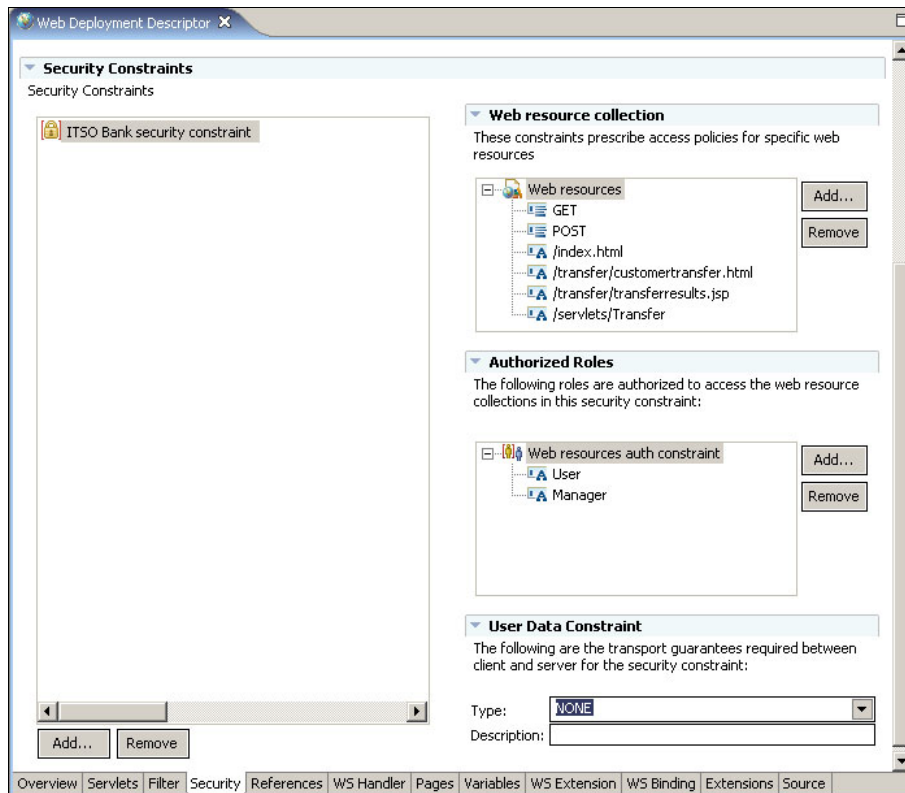 Web Deployment Descriptor
Security Constraints
Security Constraints
ITSO Bank security constraint
Add...
Remove
Web resource collection
These constraints prescribe access policies for specific web
resources
Web resources
GET
POST
/index.html
/transfer/customertransfer.html
/transfer/transferresults.jsp
/servlets/Transfer
Add...
Remove
Authorized Roles
The following roles are authorized to access the web resource
collections in this security constraint:
Web resources auth constraint
User
Manager
Add...
Remove
User Data Constraint
The following are the transport guarantees required between
client and server for the security constraint:
Type: NONE
Description:
Overview Servlets Filter Security References WS Handler Pages Variables WS Extension WS Binding Extensions Source